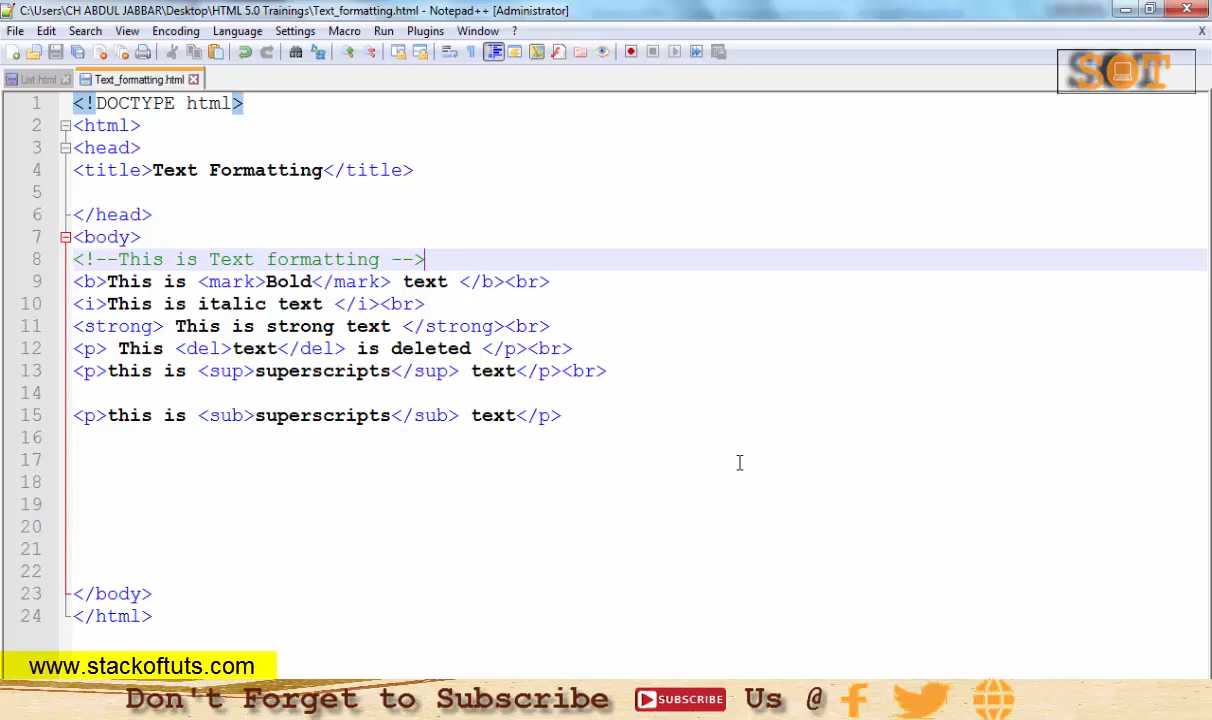 C:\Users\CH ABDUL JABBAR\Desktop\HTML 5.0 Trainings\Text_formatting.html - Notepad++ [Administrator]
File Edit Search View Encoding Language Settings Macro Run Plugins Window ? X
List html Text_formatting.html
SOT
1 <!DOCTYPE html>
2 <html>
3 <head>
4 <title>Text Formatting</title>
5
6 </head>
7 <body>
8 <!--This is Text formatting -->
9 <b>This is <mark>Bold</mark> text </b><br>
10 <i>This is italic text </i><br>
11 <strong> This is strong text </strong><br>
12 <p> This <del>text</del> is deleted </p><br>
13 <p>this is <sup>superscripts</sup> text</p><br>
14
15 <p>this is <sub>superscripts</sub> text</p>
16
17
18
19
20
21
22
23 </body>
24 </html>
www.stackoftuts.com
Don't Forget to Subscribe SUBSCRIBE Us @